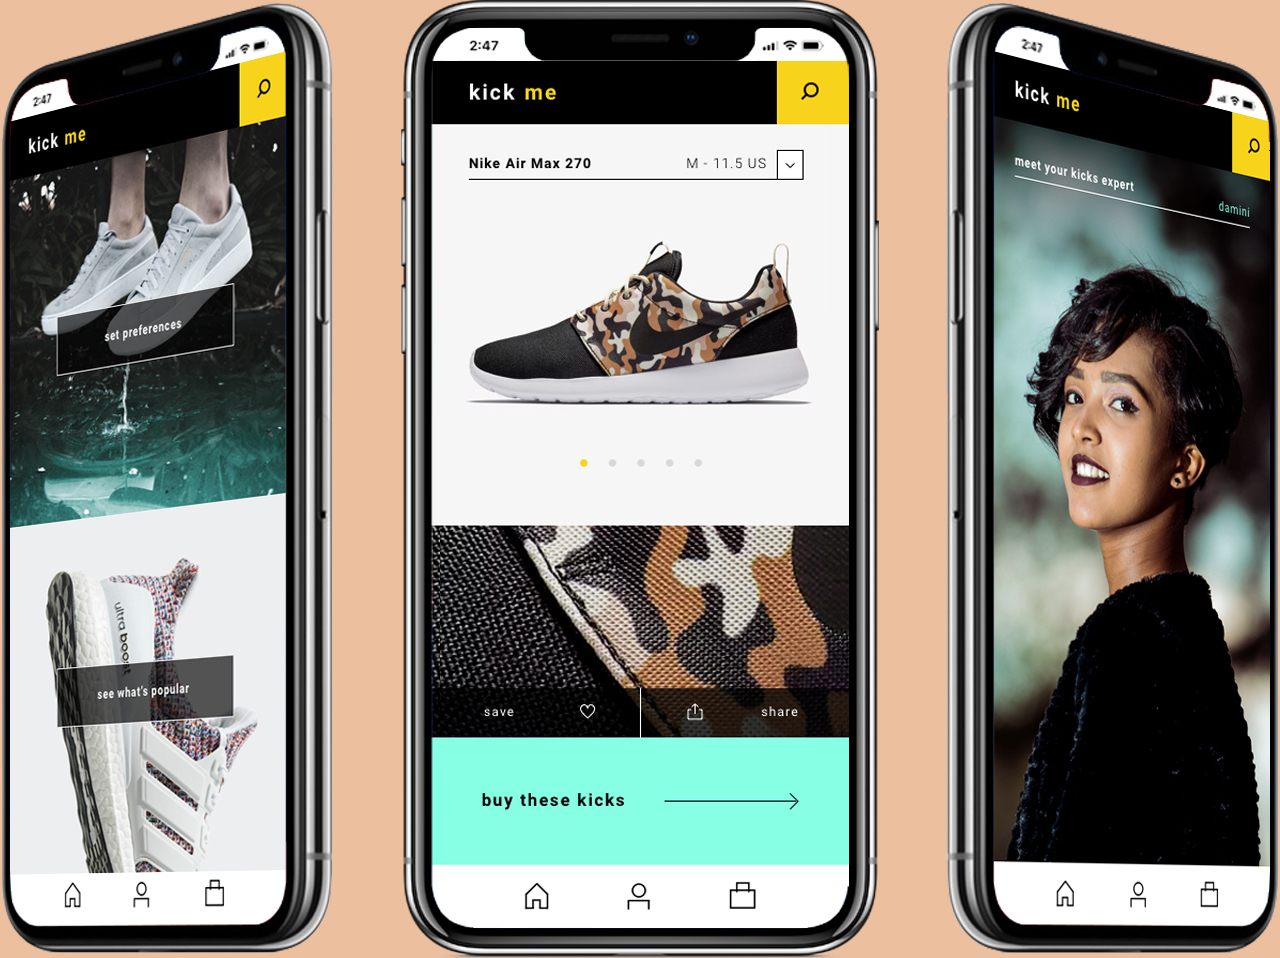 2:47
kick me
set preferences
ultra boost
see what's popular
2:47
kick me
Nike Air Max 270
M - 11.5 US
save
share
buy these kicks
2:47
kick me
meet your kicks expert
damini